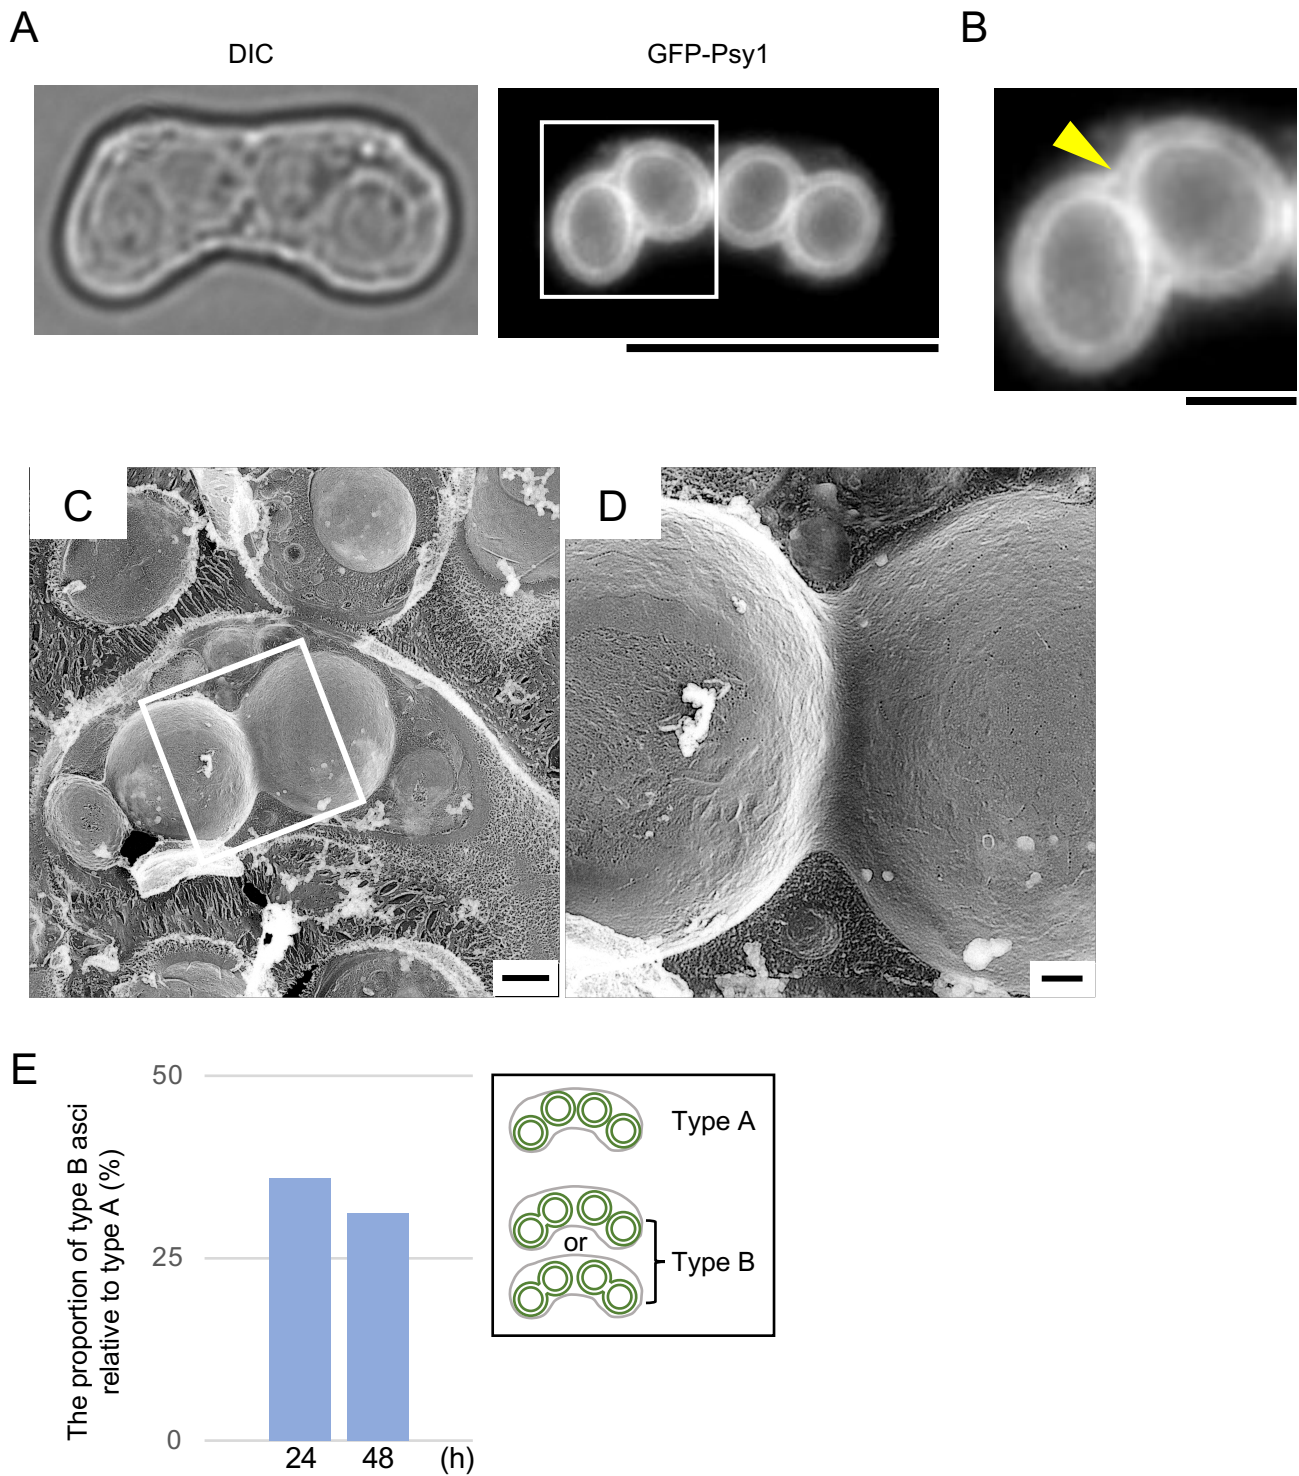 A
DIC
GFP-Psy1
B
C
D
E
The proportion of type B asci
relative to type A (%)
50
25
0
24
48
(h)
Type A
or
Type B